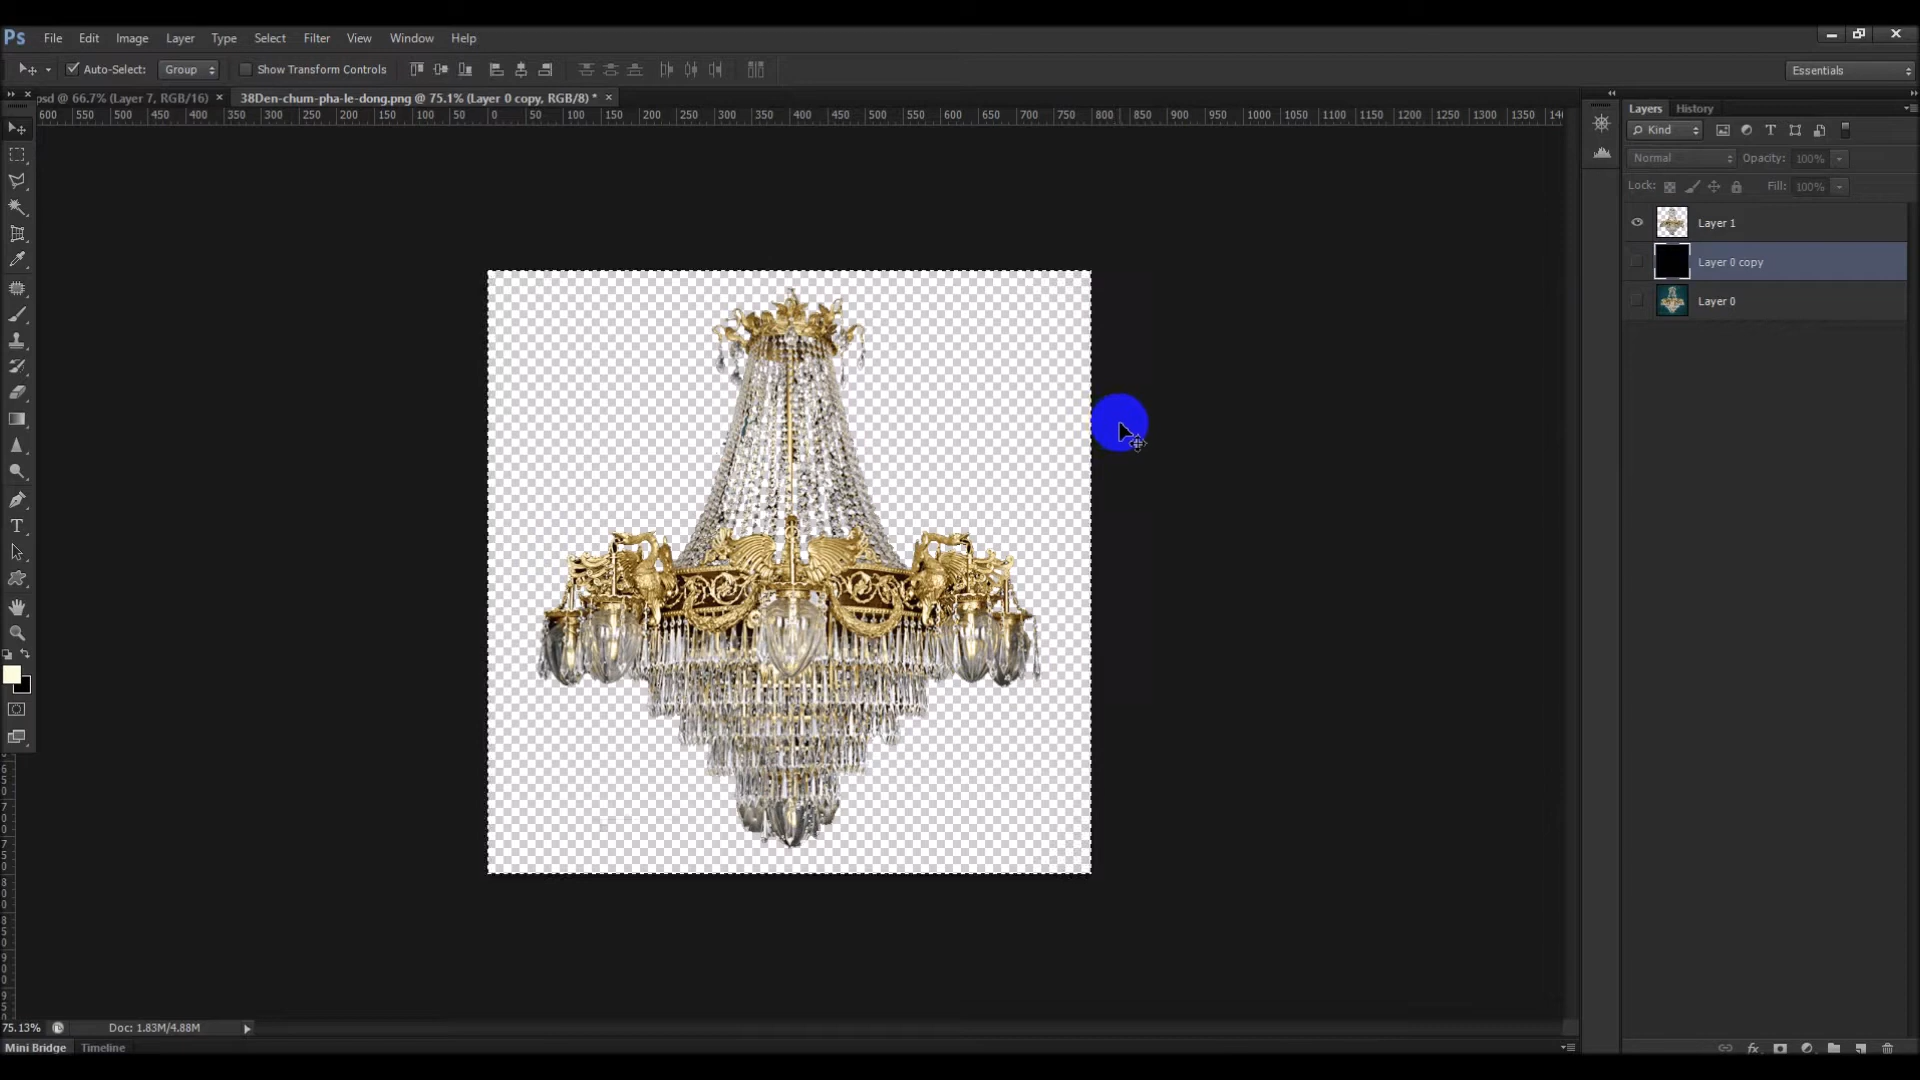 Ps File Edit Image Layer Type Select Filter View Window Help
Auto-Select: Group Show Transform Controls Essentials
psd @ 66.7% (Layer 7, RGB/16) × 38Den-chum-pha-le-dong.png @ 75.1% (Layer 0 copy, RGB/8) * ×
600 550 500 450 400 350 300 250 200 150 100 50 0 50 100 150 200 250 300 350 400 450 500 550 600 650 700 750 800 850 900 950 1000 1050 1100 1150 1200 1250 1300 1350
Layers History
Kind
Normal Opacity: 100%
Lock: Fill: 100%
Layer 1
Layer 0 copy
Layer 0
75.13% Doc: 1.83M/4.88M
Mini Bridge Timeline